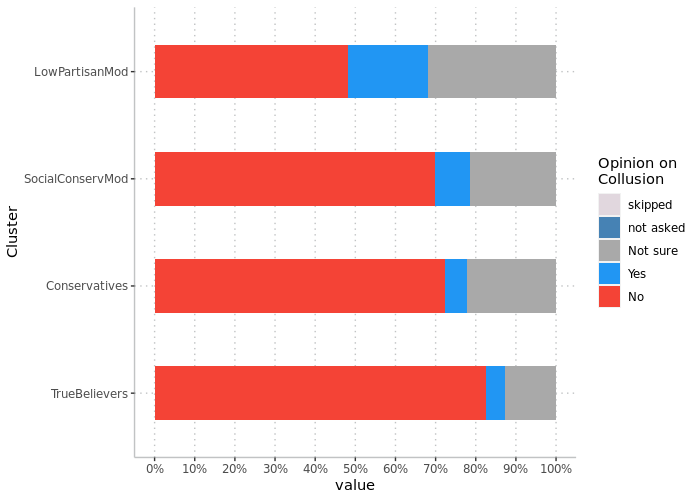 LowPartisanMod
SocialConservMod
Conservatives
TrueBelievers
Cluster
0% 10% 20% 30% 40% 50% 60% 70% 80% 90% 100%
value
Opinion on
Collusion
skipped
not asked
Not sure
Yes
No